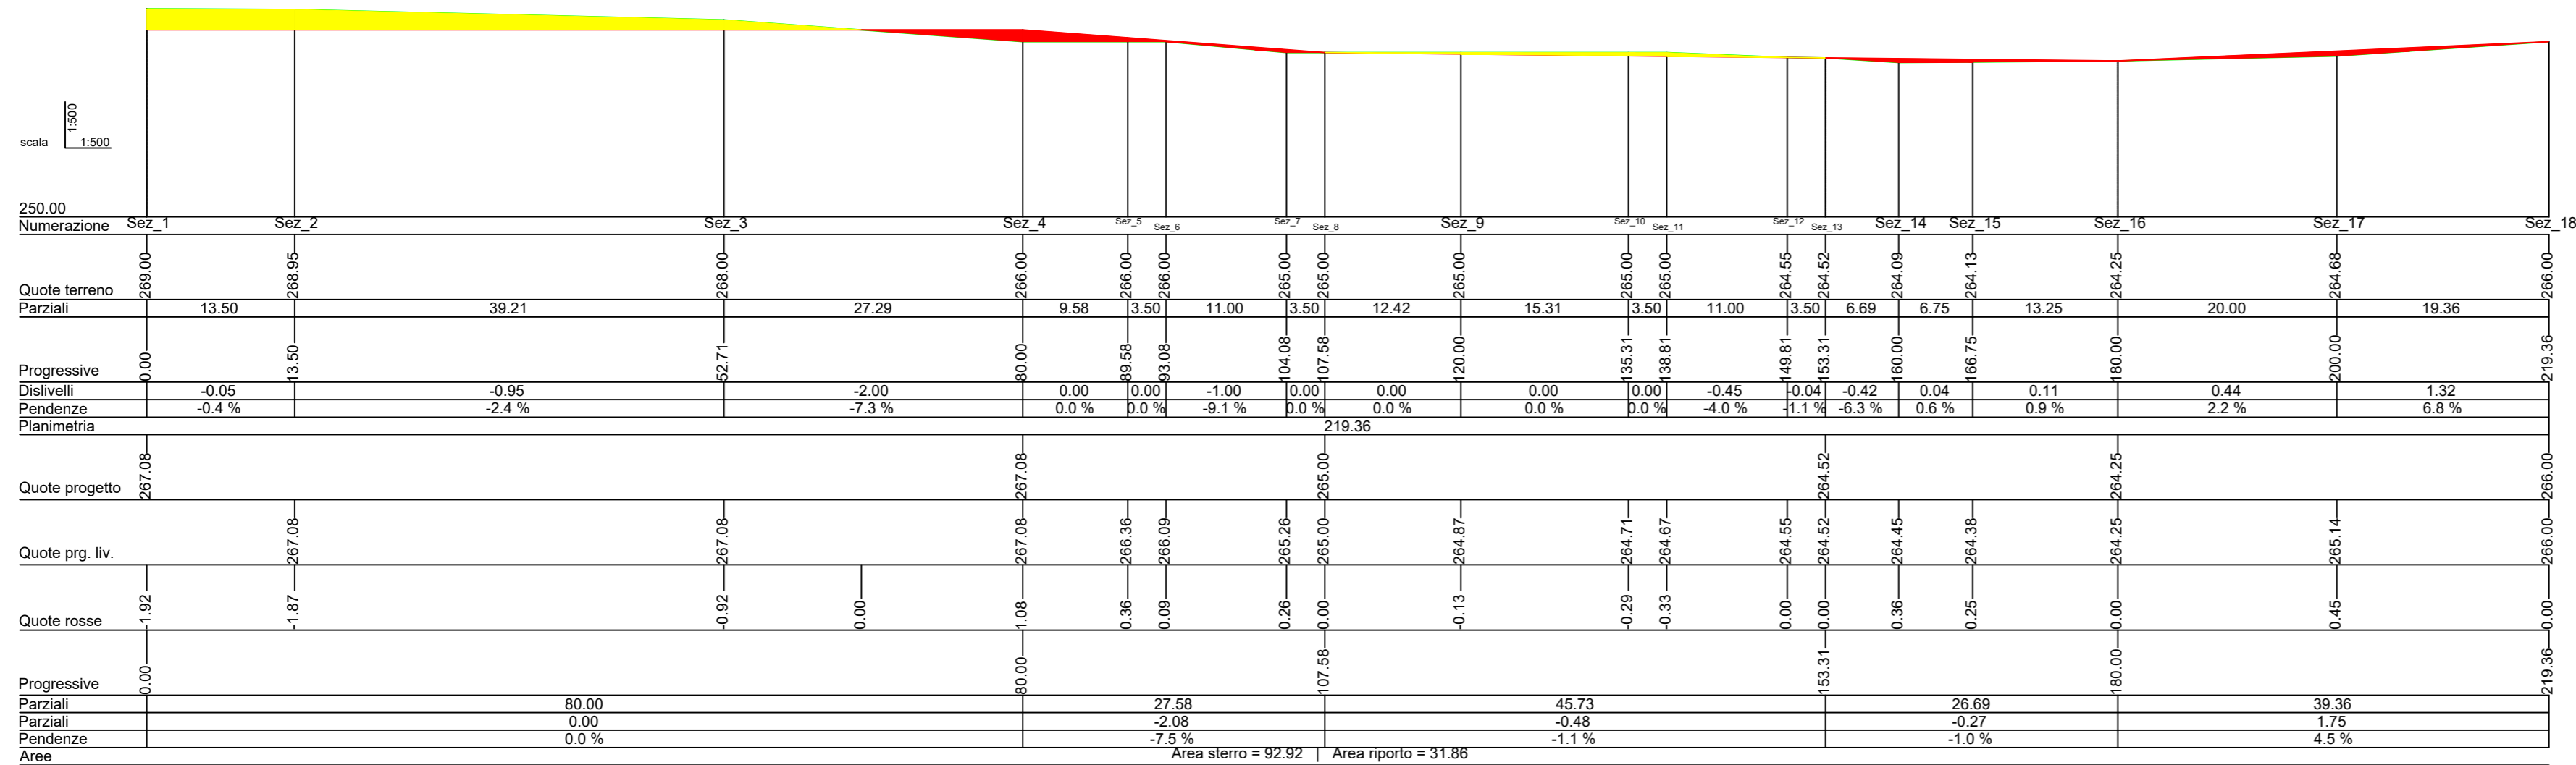 1:500
scala 1:500
250.00
Numerazione Sez_1 Sez_2 Sez_3 Sez_4 Sez_5 Sez_6 Sez_7 Sez_8 Sez_9 Sez_10 Sez_11 Sez_12 Sez_13 Sez_14 Sez_15 Sez_16 Sez_17 Sez_18
Quote terreno 269.00 268.95 268.00 266.00 266.00 266.00 265.00 265.00 265.00 265.00 265.00 264.55 264.52 264.09 264.13 264.25 264.68 266.00
Parziali 13.50 39.21 27.29 9.58 3.50 11.00 3.50 12.42 15.31 3.50 11.00 3.50 6.69 6.75 13.25 20.00 19.36
Progressive 0.00 13.50 52.71 80.00 89.58 93.08 104.08 107.58 120.00 135.31 138.81 149.81 153.31 160.00 166.75 180.00 200.00 219.36
Dislivelli -0.05 -0.95 -2.00 0.00 0.00 -1.00 0.00 0.00 0.00 0.00 -0.45 -0.04 -0.42 0.04 0.11 0.44 1.32
Pendenze -0.4 % -2.4 % -7.3 % 0.0 % 0.0 % -9.1 % 0.0 % 0.0 % 0.0 % 0.0 % -4.0 % -1.1 % -6.3 % 0.6 % 0.9 % 2.2 % 6.8 %
Planimetria 219.36
Quote progetto 267.08 267.08 265.00 264.52 264.25 266.00
Quote prg. liv. 267.08 267.08 267.08 266.36 266.09 265.26 265.00 264.87 264.71 264.67 264.55 264.52 264.45 264.38 264.25 265.14 266.00
Quote rosse -1.92 -1.87 -0.92 0.00 1.08 0.36 0.09 0.26 0.00 -0.13 -0.29 -0.33 0.00 0.00 0.36 0.25 0.00 0.45 0.00
Progressive 0.00 80.00 107.58 153.31 180.00 219.36
Parziali 80.00 27.58 45.73 26.69 39.36
Parziali 0.00 -2.08 -0.48 -0.27 1.75
Pendenze 0.0 % -7.5 % -1.1 % -1.0 % 4.5 %
Aree Area sterro = 92.92 | Area riporto = 31.86